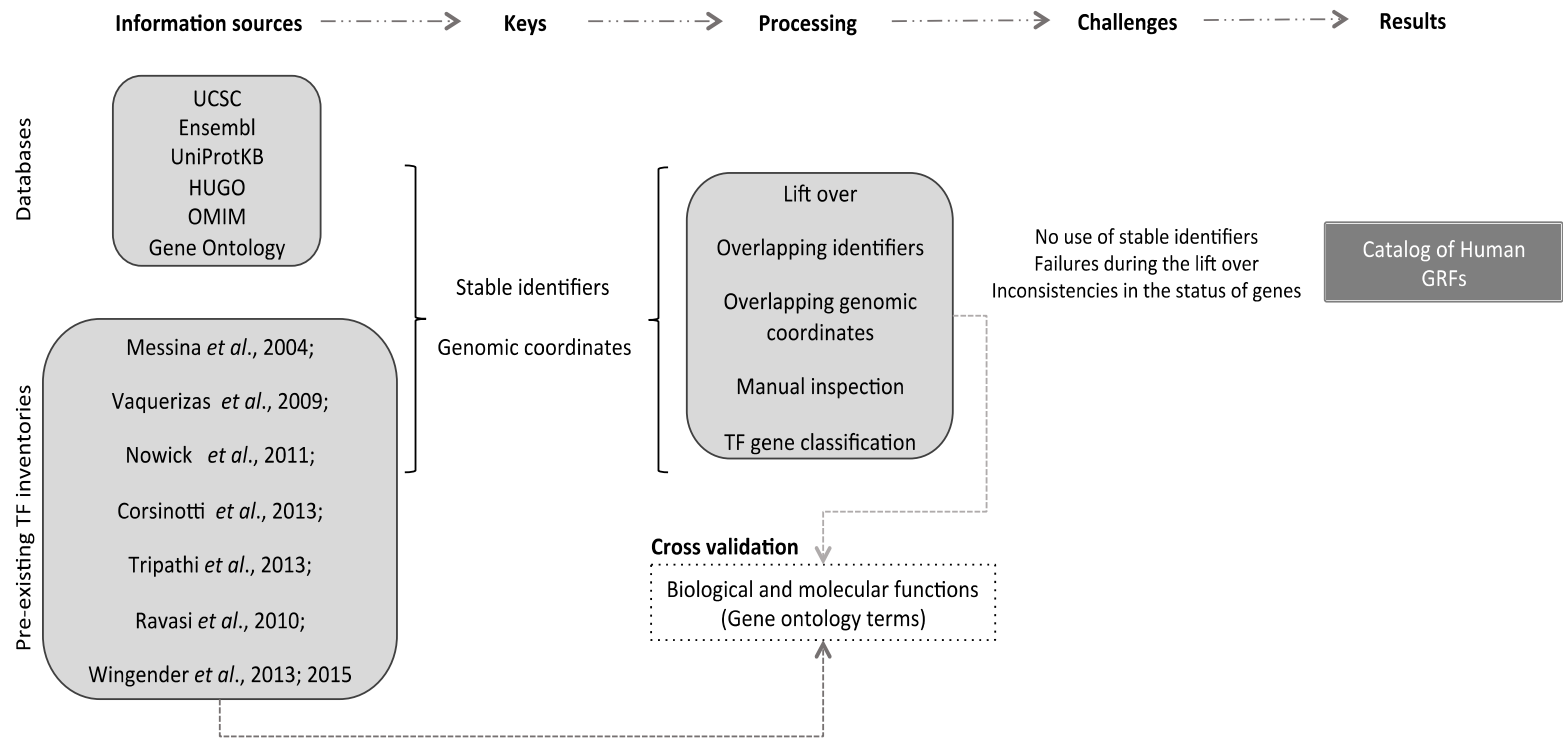 Information sources
Keys
Processing
Challenges
Results
Databases
UCSC
Ensembl
UniProtKB
HUGO
OMIM
Gene Ontology
Pre-existing TF inventories
Messina et al., 2004;
Vaquerizas et al., 2009;
Nowick et al., 2011;
Corsinotti et al., 2013;
Tripathi et al., 2013;
Ravasi et al., 2010;
Wingender et al., 2013; 2015
Stable identifiers
Genomic coordinates
Lift over
Overlapping identifiers
Overlapping genomic
coordinates
Manual inspection
TF gene classification
No use of stable identifiers
Failures during the lift over
Inconsistencies in the status of genes
Catalog of Human
GRFs
Cross validation
Biological and molecular functions
(Gene ontology terms)